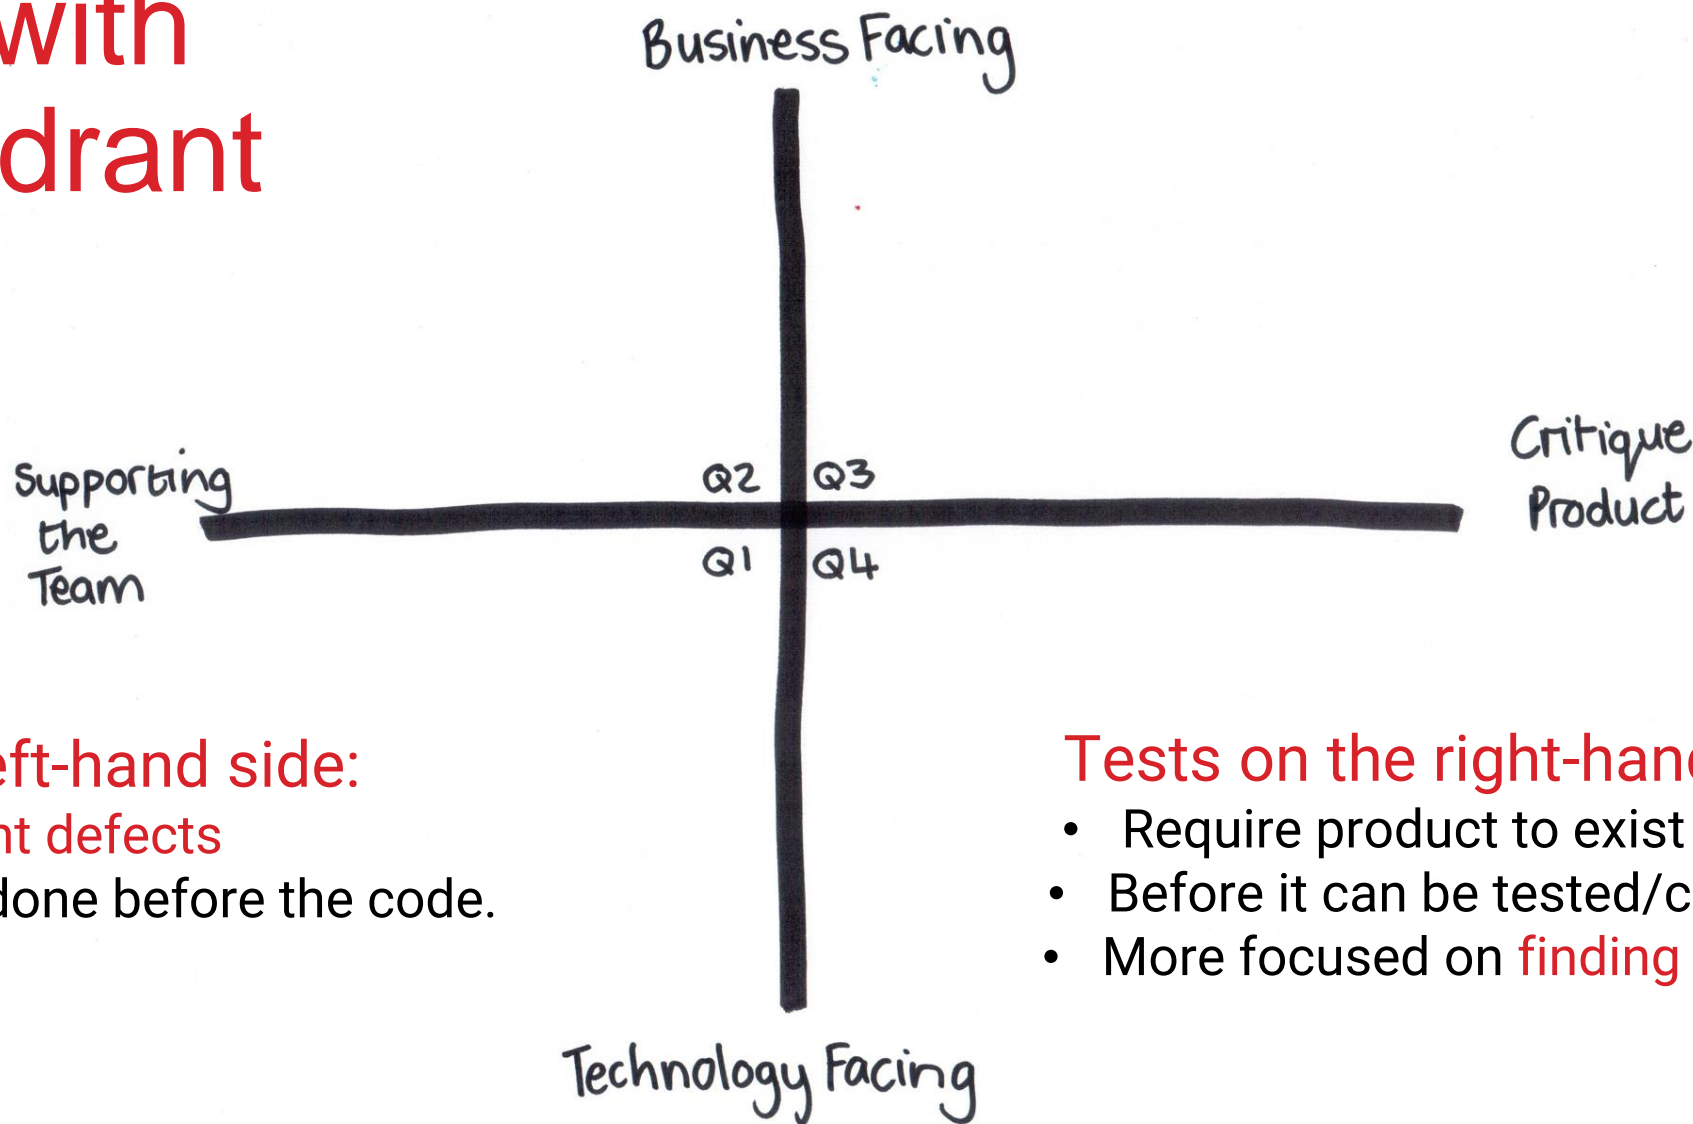 with
drant
Business Facing
Supporting
the
Team
Q2 Q3
Q1 Q4
Critique
Product
eft-hand side:
nt defects
done before the code.
Tests on the right-hand
• Require product to exist
• Before it can be tested/c
• More focused on finding
Technology Facing